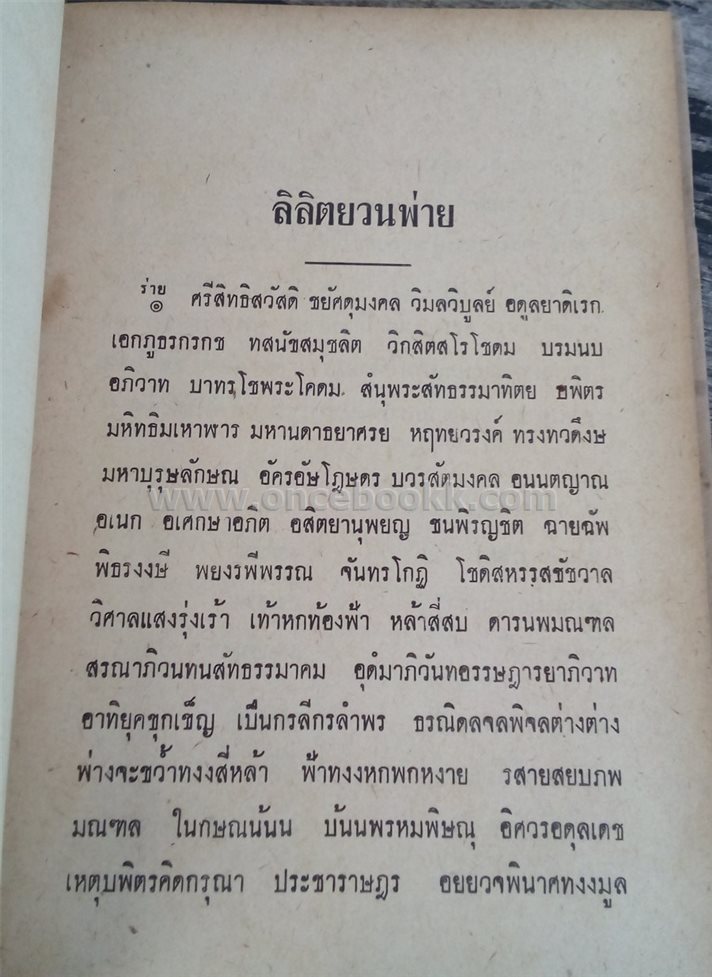 ลิลิตยวนพ่าย
ร่าย
๑ ศรีสิทธิสวัสดิ ชยัศดุมงคล วิมลวิบูลย์ อดูลยาดิเรก
เอกภูธรกรกช ทสนัขสมุชลิต วิกสิตสโรโชดม บรมนบ
อภิวาท บาทรโชพระโคดม สํนุพระสัทธรรมาทิตย ธพิตร
มหิทธิมเหาพาร มหานดาธยาศรย หฤทยวรงค์ ทรงทวดึงษ
มหาบุรุษลักษณ อัครอัษโฎษดร บวรสัตมงคล อนนตญาณ
www.oncebookk.com
อเนก อเศกษาอภิต อสิตยานุพยญ ชนพิรญชิต ฉายฉัพ
พิธรงงษี พยงรพีพรรณ จันทรโกฎิ โชติสหรรสชัชวาล
วิศาลแสงรุ่งเร้า เท้าหกท้องฟ้า หล้าสี่สบ ดารนพมณฑล
สรณาภิวนทนสัทธรรมาคม อุดํมาภิวันทอรรษฎารยาภิวาท
อาทิยุคขุกเข็ญ เป็นกรลีกรลำพร ธรณิดลจลพิจลต่างต่าง
พ่างจะขว้ำทงงสี่หล้า ฟ้าทงงหกพกหงาย รสายสยบภพ
มณฑล ในกษณน้นน บ้นนพรหมพิษณุ อิศวรอดุลเดช
เหตุบพิตรคิดกรุณา ประชาราษฎร อยยวจพินาศทงงมูล